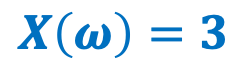 X(ω) = 3